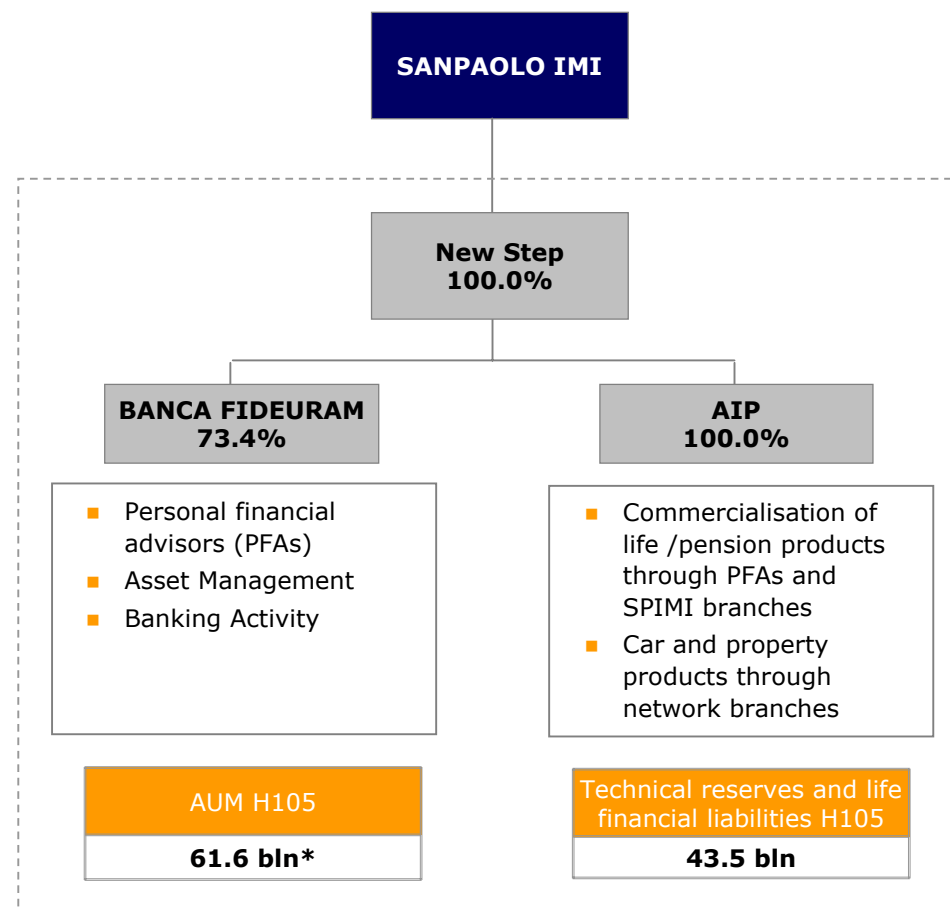 SANPAOLO IMI
New Step
100.0%
BANCA FIDEURAM
73.4%
AIP
100.0%
Personal financial
advisors (PFAs)
Asset Management
Banking Activity
Commercialisation of
life /pension products
through PFAs and
SPIMI branches
Car and property
products through
network branches
AUM H105
61.6 bln*
Technical reserves and life
financial liabilities H105
43.5 bln